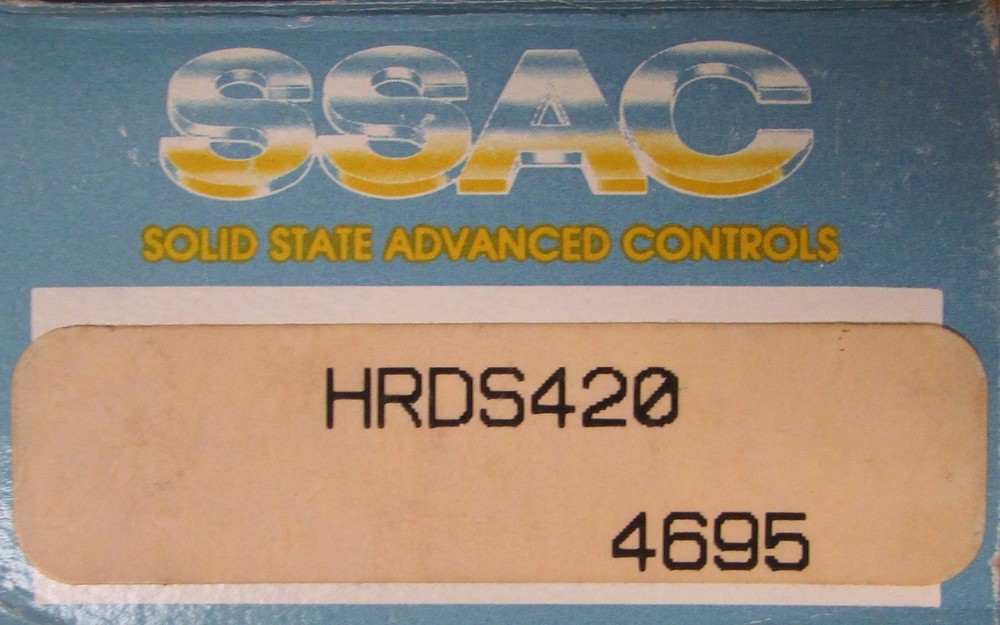 SSAC
SOLID STATE ADVANCED CONTROLS
HRDS420
4695